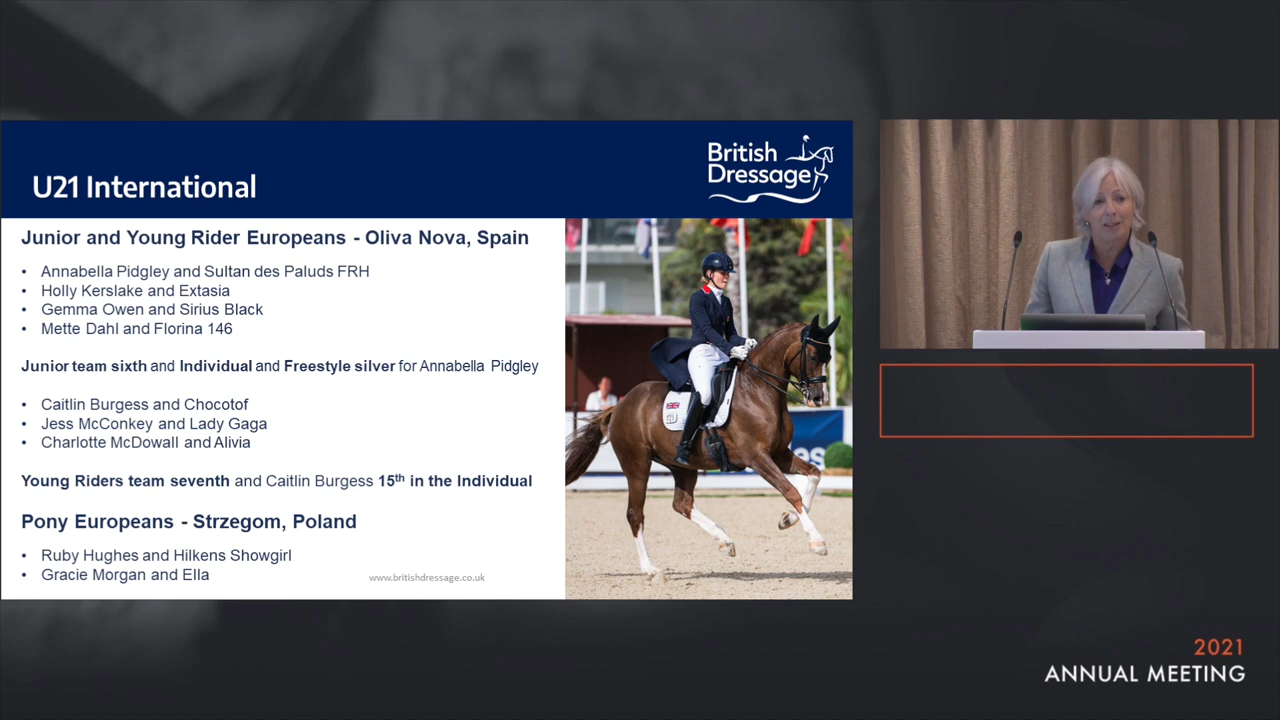 British
Dressage
U21 International
Junior and Young Rider Europeans - Oliva Nova, Spain
• Annabella Pidgley and Sultan des Paluds FRH
• Holly Kerslake and Extasia
• Gemma Owen and Sirius Black
• Mette Dahl and Florina 146
Junior team sixth and Individual and Freestyle silver for Annabella Pidgley
• Caitlin Burgess and Chocotof
• Jess McConkey and Lady Gaga
• Charlotte McDowall and Alivia
Young Riders team seventh and Caitlin Burgess 15th in the Individual
Pony Europeans - Strzegom, Poland
• Ruby Hughes and Hilkens Showgirl
• Gracie Morgan and Ella
www.britishdressage.co.uk
2021
ANNUAL MEETING